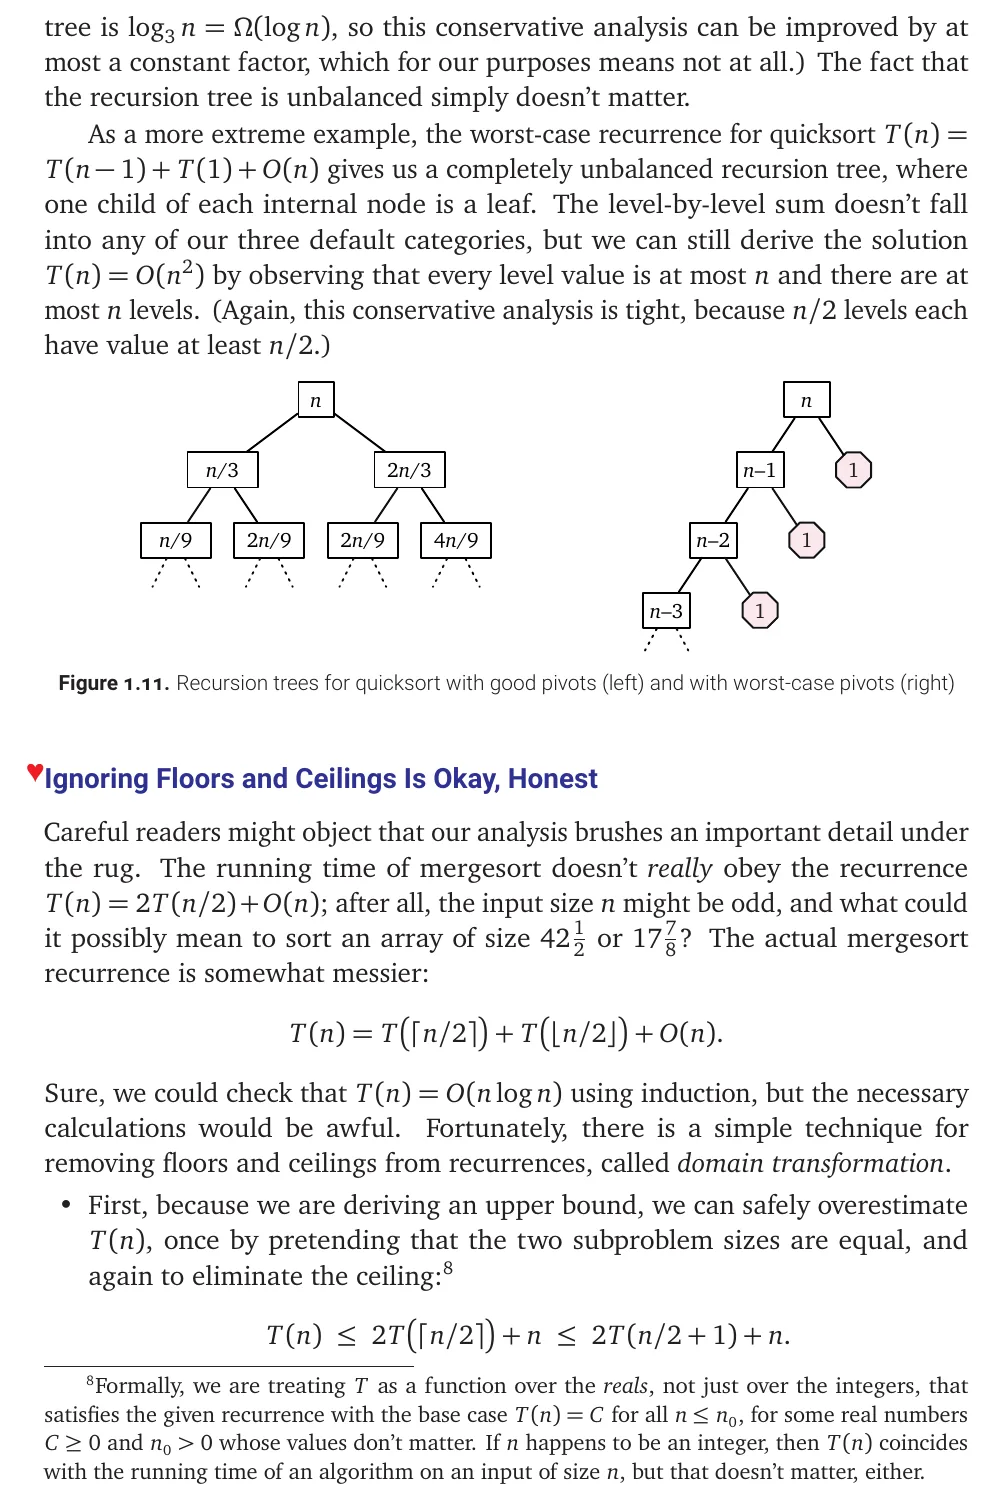 tree is log₃ n = Ω(log n), so this conservative analysis can be improved by at
most a constant factor, which for our purposes means not at all.) The fact that
the recursion tree is unbalanced simply doesn’t matter.
As a more extreme example, the worst-case recurrence for quicksort T(n) =
T(n − 1) + T(1) + O(n) gives us a completely unbalanced recursion tree, where
one child of each internal node is a leaf. The level-by-level sum doesn’t fall
into any of our three default categories, but we can still derive the solution
T(n) = O(n²) by observing that every level value is at most n and there are at
most n levels. (Again, this conservative analysis is tight, because n/2 levels each
have value at least n/2.)
n
n/3 2n/3
n/9 2n/9 2n/9 4n/9
n
n–1 1
n–2 1
n–3 1
Figure 1.11. Recursion trees for quicksort with good pivots (left) and with worst-case pivots (right)
♥Ignoring Floors and Ceilings Is Okay, Honest
Careful readers might object that our analysis brushes an important detail under
the rug. The running time of mergesort doesn’t really obey the recurrence
T(n) = 2T(n/2) + O(n); after all, the input size n might be odd, and what could
it possibly mean to sort an array of size 42 1/2 or 17 7/8? The actual mergesort
recurrence is somewhat messier:
T(n) = T(⌈n/2⌉) + T(⌊n/2⌋) + O(n).
Sure, we could check that T(n) = O(n log n) using induction, but the necessary
calculations would be awful. Fortunately, there is a simple technique for
removing floors and ceilings from recurrences, called domain transformation.
• First, because we are deriving an upper bound, we can safely overestimate
T(n), once by pretending that the two subproblem sizes are equal, and
again to eliminate the ceiling:⁸
T(n) ≤ 2T(⌈n/2⌉) + n ≤ 2T(n/2 + 1) + n.
⁸Formally, we are treating T as a function over the reals, not just over the integers, that
satisfies the given recurrence with the base case T(n) = C for all n ≤ n₀, for some real numbers
C ≥ 0 and n₀ > 0 whose values don’t matter. If n happens to be an integer, then T(n) coincides
with the running time of an algorithm on an input of size n, but that doesn’t matter, either.